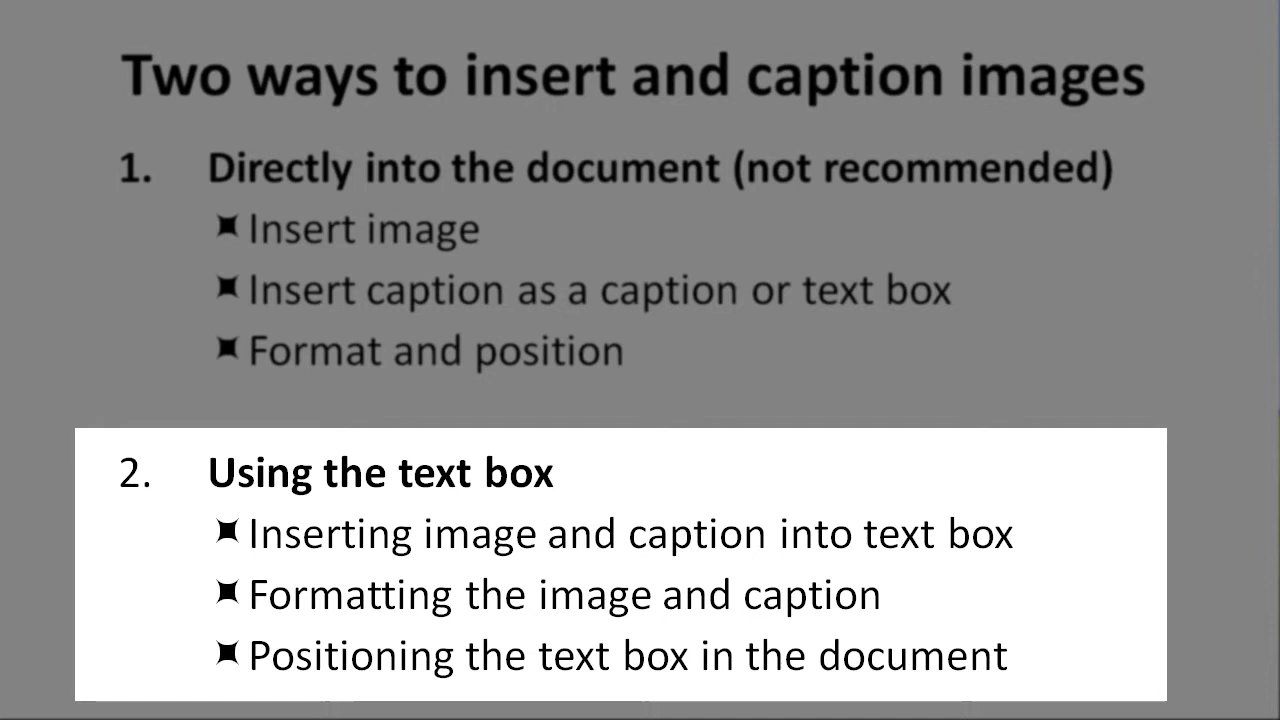 Two ways to insert and caption images
1. Directly into the document (not recommended)
Insert image
Insert caption as a caption or text box
Format and position
2. Using the text box
Inserting image and caption into text box
Formatting the image and caption
Positioning the text box in the document